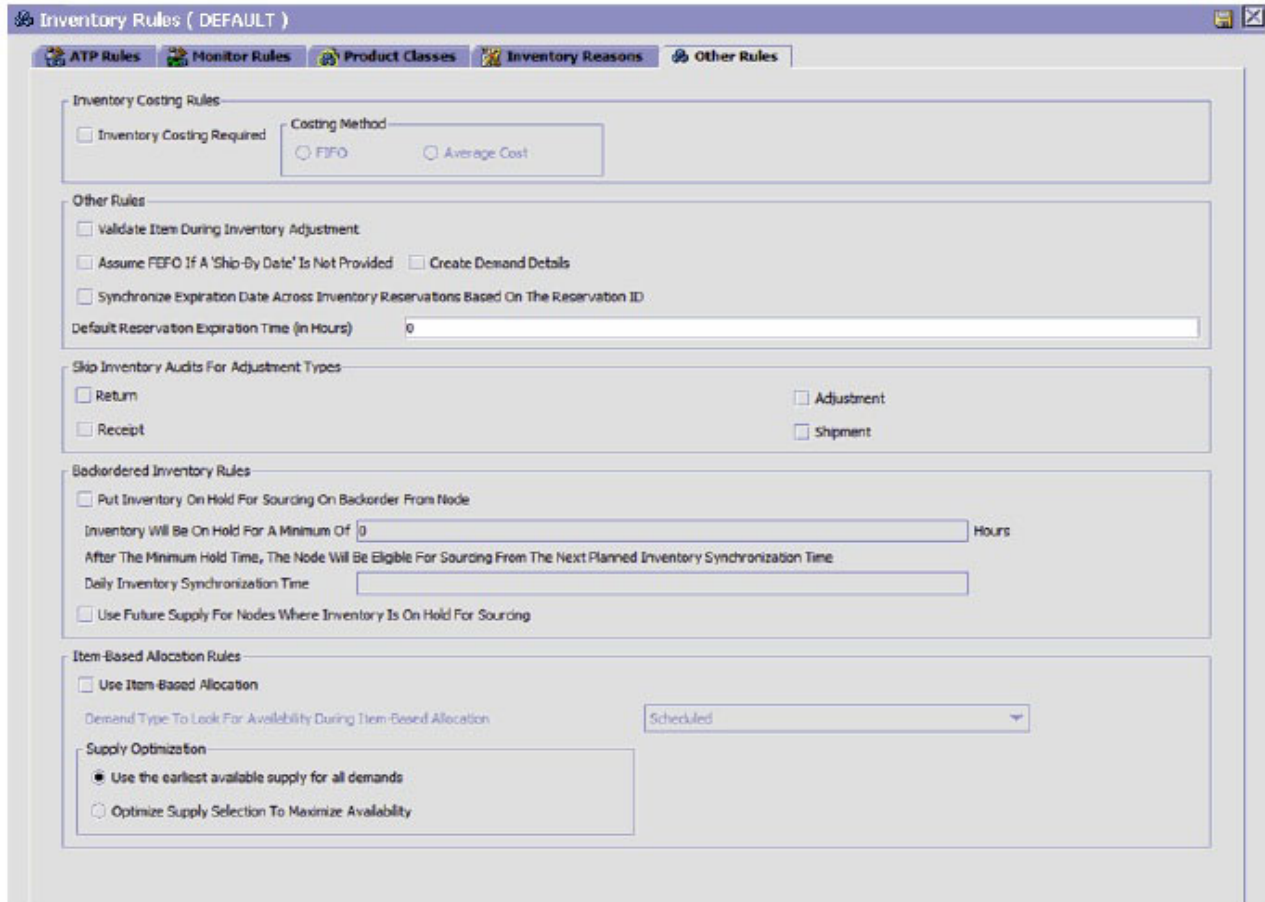 Inventory Rules ( DEFAULT )
ATP Rules Monitor Rules Product Classes Inventory Reasons Other Rules
Inventory Costing Rules
Inventory Costing Required
Costing Method
FIFO Average Cost
Other Rules
Validate Item During Inventory Adjustment
Assume FEFO If A 'Ship-By Date' Is Not Provided Create Demand Details
Synchronize Expiration Date Across Inventory Reservations Based On The Reservation ID
Default Reservation Expiration Time (in Hours) 0
Skip Inventory Audits For Adjustment Types
Return Adjustment
Receipt Shipment
Backordered Inventory Rules
Put Inventory On Hold For Sourcing On Backorder From Node
Inventory Will Be On Hold For A Minimum Of 0 Hours
After The Minimum Hold Time, The Node Will Be Eligible For Sourcing From The Next Planned Inventory Synchronization Time
Daily Inventory Synchronization Time
Use Future Supply For Nodes Where Inventory Is On Hold For Sourcing
Item-Based Allocation Rules
Use Item-Based Allocation
Demand Type To Look For Availability During Item-Based Allocation Scheduled
Supply Optimization
Use the earliest available supply for all demands
Optimize Supply Selection To Maximize Availability